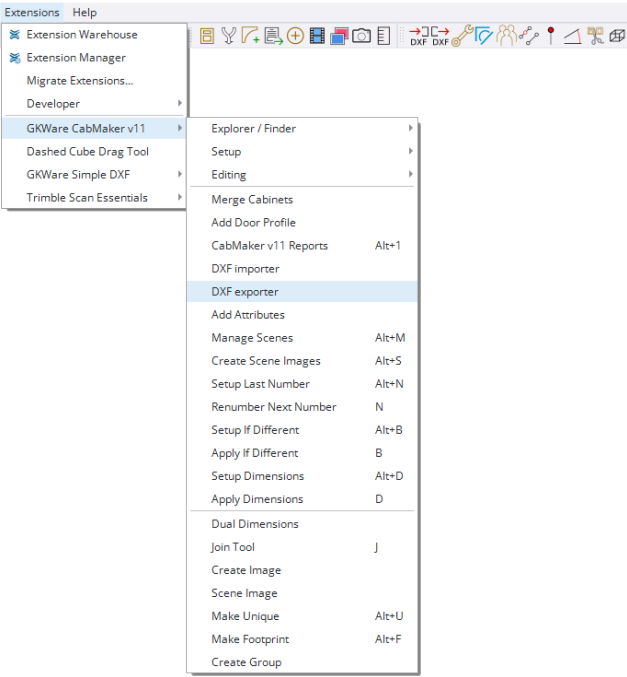 Extensions Help
Extension Warehouse
Extension Manager
Migrate Extensions...
Developer
GKWare CabMaker v11
Dashed Cube Drag Tool
GKWare Simple DXF
Trimble Scan Essentials
DXF DXF
Explorer / Finder
Setup
Editing
Merge Cabinets
Add Door Profile
CabMaker v11 Reports Alt+1
DXF importer
DXF exporter
Add Attributes
Manage Scenes Alt+M
Create Scene Images Alt+S
Setup Last Number Alt+N
Renumber Next Number N
Setup If Different Alt+B
Apply If Different B
Setup Dimensions Alt+D
Apply Dimensions D
Dual Dimensions
Join Tool J
Create Image
Scene Image
Make Unique Alt+U
Make Footprint Alt+F
Create Group